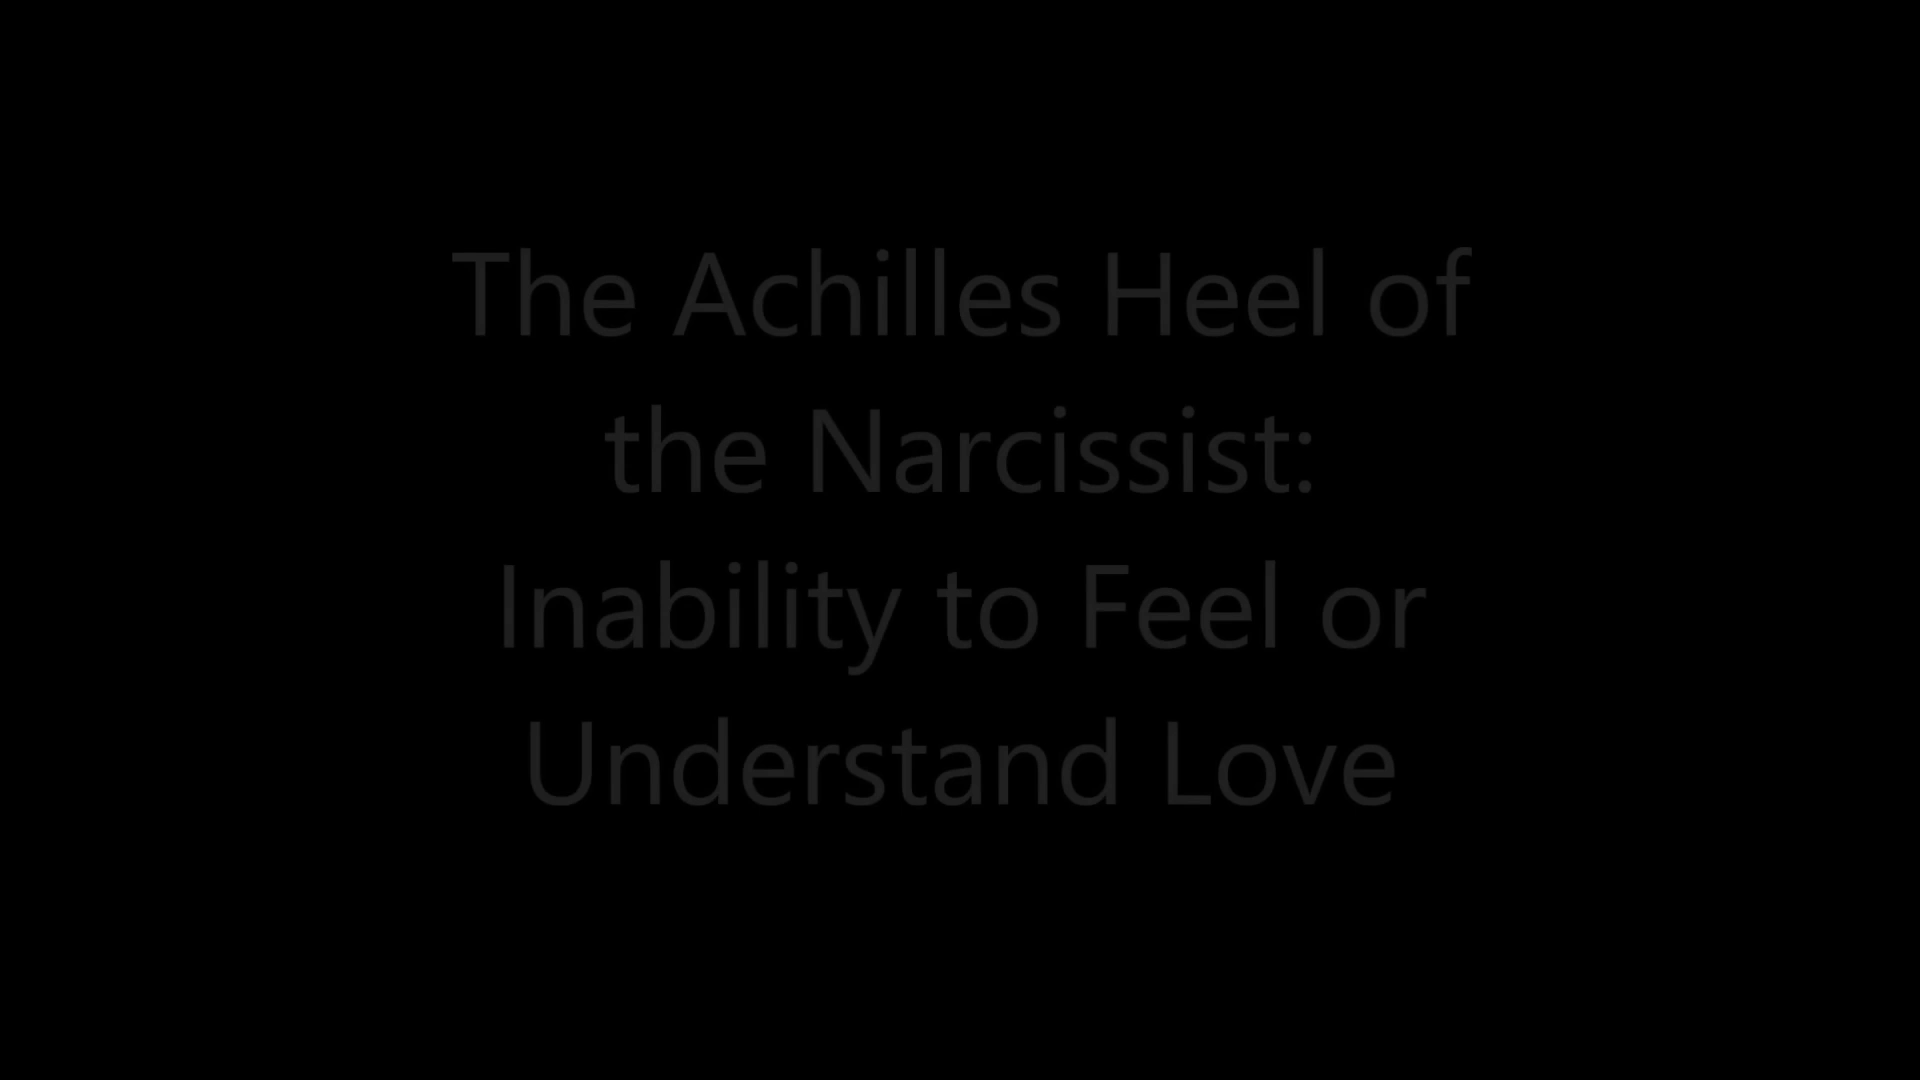 The Achilles Heel of
the Narcissist:
Inability to Feel or
Understand Love